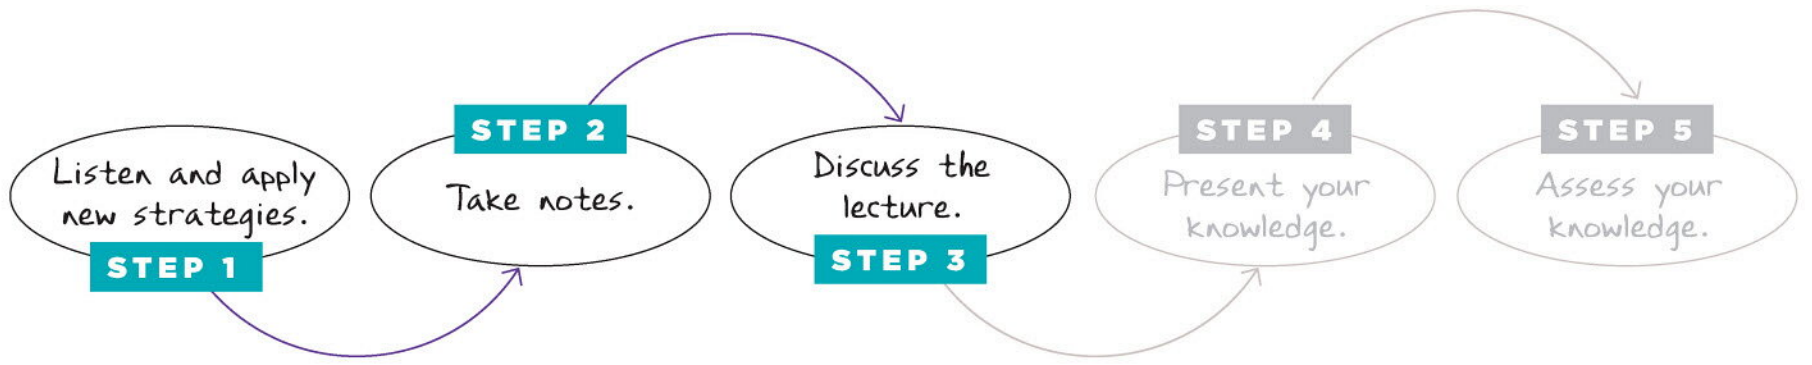 Listen and apply
new strategies.
STEP 1
STEP 2
Take notes.
Discuss the
lecture.
STEP 3
STEP 4
Present your
knowledge.
STEP 5
Assess your
knowledge.